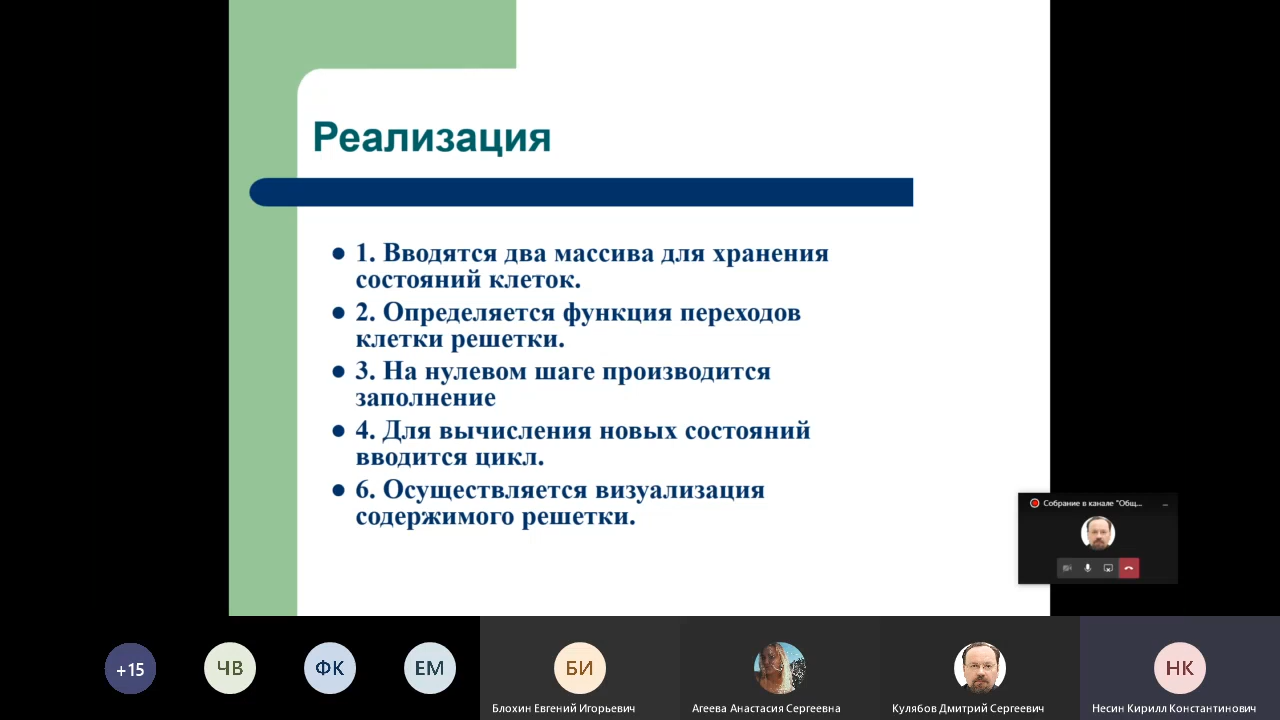 Реализация
1. Вводятся два массива для хранения
состояний клеток.
2. Определяется функция переходов
клетки решетки.
3. На нулевом шаге производится
заполнение
4. Для вычисления новых состояний
вводится цикл.
6. Осуществляется визуализация
содержимого решетки.
Собрание в канале "Общ...
+15
ЧВ
ФК
ЕМ
БИ
НК
Блохин Евгений Игорьевич
Агеева Анастасия Сергеевна
Кулябов Дмитрий Сергеевич
Несин Кирилл Константинович